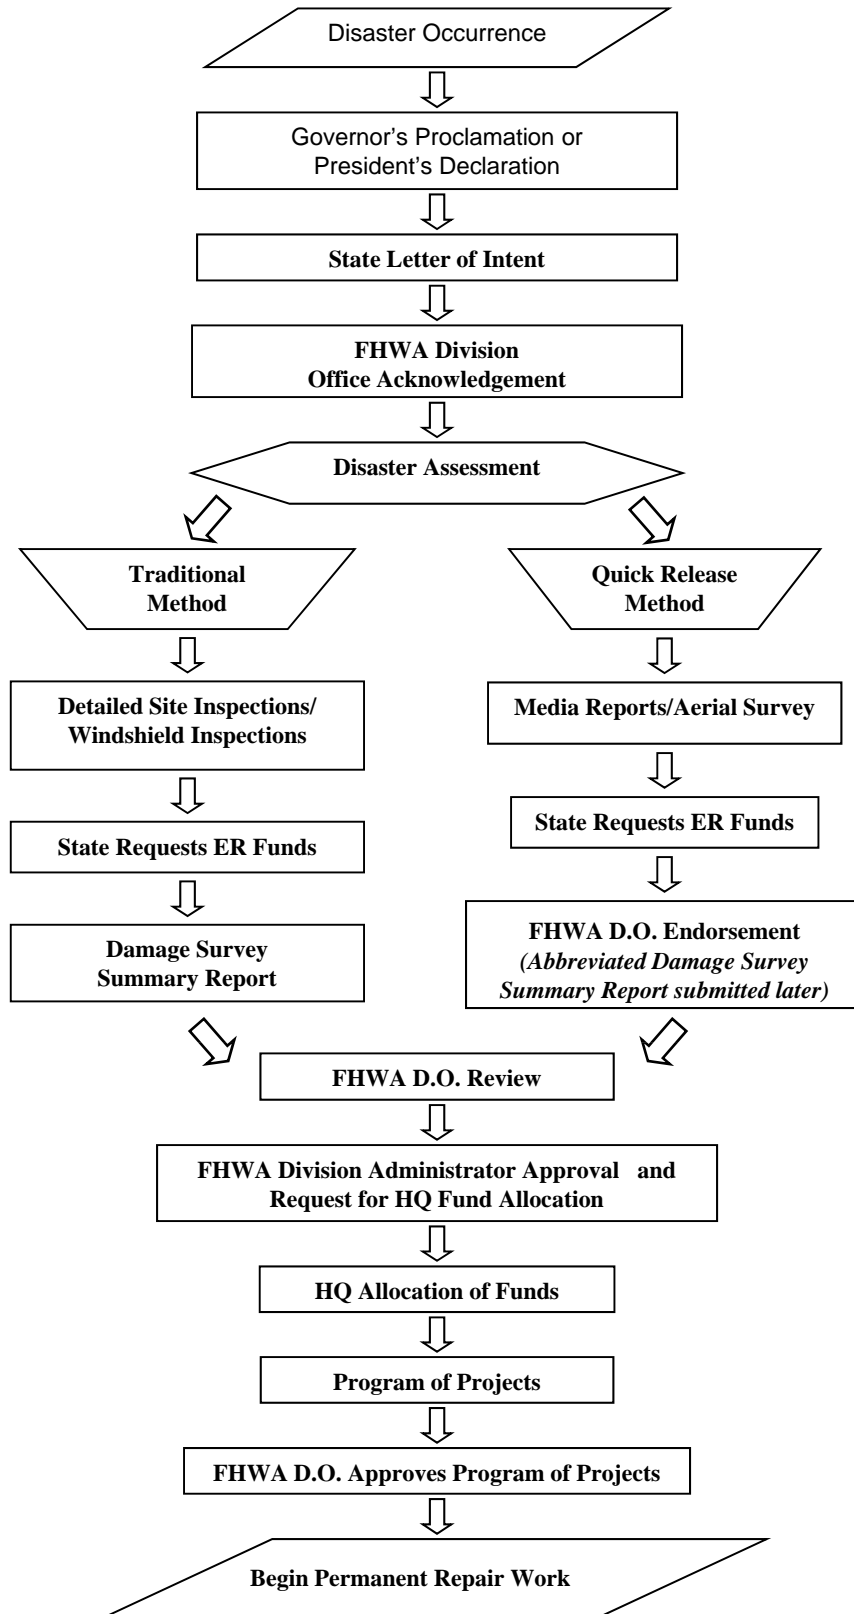 Disaster Occurrence
Governor’s Proclamation or
President’s Declaration
State Letter of Intent
FHWA Division
Office Acknowledgement
Disaster Assessment
Traditional
Method
Detailed Site Inspections/
Windshield Inspections
State Requests ER Funds
Damage Survey
Summary Report
Quick Release
Method
Media Reports/Aerial Survey
State Requests ER Funds
FHWA D.O. Endorsement
(Abbreviated Damage Survey
Summary Report submitted later)
FHWA D.O. Review
FHWA Division Administrator Approval and
Request for HQ Fund Allocation
HQ Allocation of Funds
Program of Projects
FHWA D.O. Approves Program of Projects
Begin Permanent Repair Work